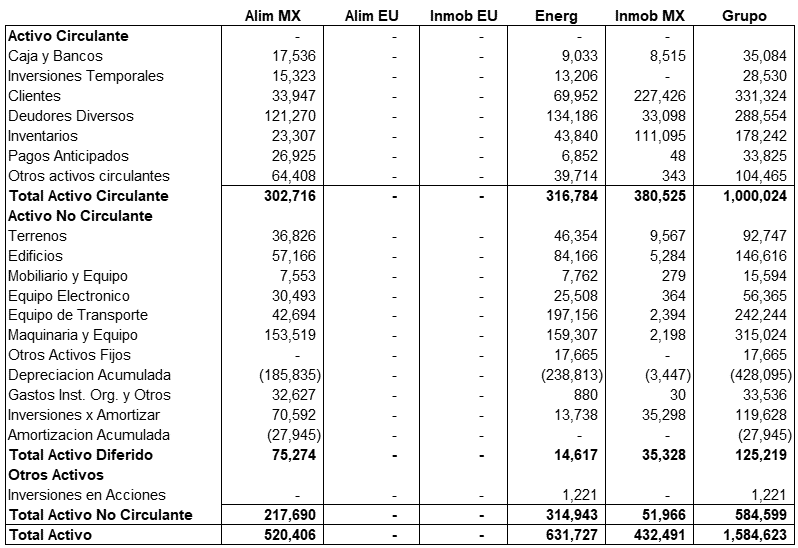 Alim MX Alim EU Inmob EU Energ Inmob MX Grupo
Activo Circulante - - - - - -
Caja y Bancos 17,536 - - 9,033 8,515 35,084
Inversiones Temporales 15,323 - - 13,206 - 28,530
Clientes 33,947 - - 69,952 227,426 331,324
Deudores Diversos 121,270 - - 134,186 33,098 288,554
Inventarios 23,307 - - 43,840 111,095 178,242
Pagos Anticipados 26,925 - - 6,852 48 33,825
Otros activos circulantes 64,408 - - 39,714 343 104,465
Total Activo Circulante 302,716 - - 316,784 380,525 1,000,024
Activo No Circulante
Terrenos 36,826 - - 46,354 9,567 92,747
Edificios 57,166 - - 84,166 5,284 146,616
Mobiliario y Equipo 7,553 - - 7,762 279 15,594
Equipo Electronico 30,493 - - 25,508 364 56,365
Equipo de Transporte 42,694 - - 197,156 2,394 242,244
Maquinaria y Equipo 153,519 - - 159,307 2,198 315,024
Otros Activos Fijos - - - 17,665 - 17,665
Depreciacion Acumulada (185,835) - - (238,813) (3,447) (428,095)
Gastos Inst. Org. y Otros 32,627 - - 880 30 33,536
Inversiones x Amortizar 70,592 - - 13,738 35,298 119,628
Amortizacion Acumulada (27,945) - - - - (27,945)
Total Activo Diferido 75,274 - - 14,617 35,328 125,219
Otros Activos
Inversiones en Acciones - - - 1,221 - 1,221
Total Activo No Circulante 217,690 - - 314,943 51,966 584,599
Total Activo 520,406 - - 631,727 432,491 1,584,623